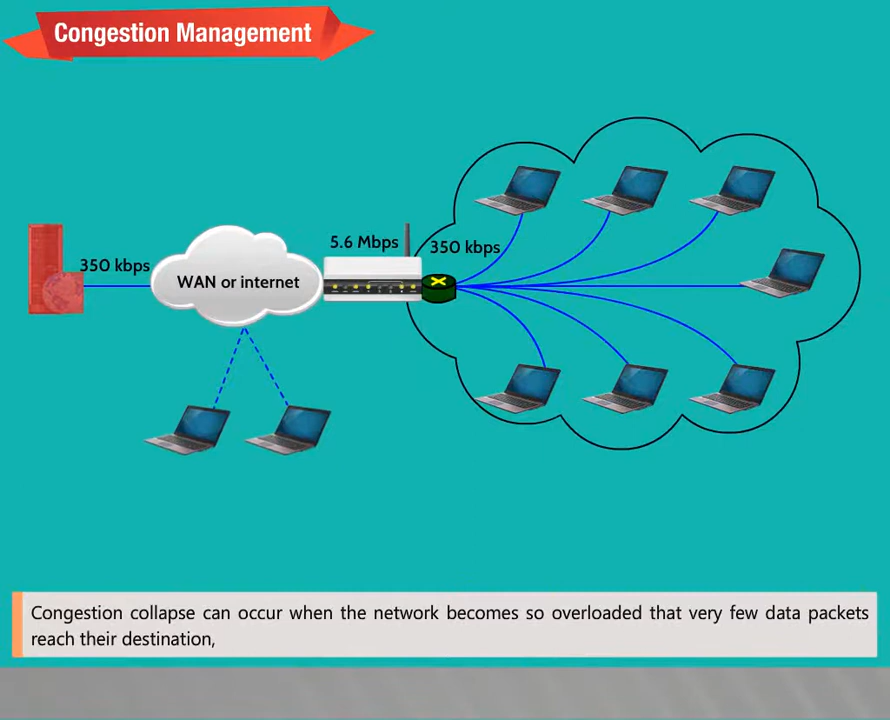 Congestion Management
5.6 Mbps
350 kbps
350 kbps
WAN or internet
Congestion collapse can occur when the network becomes so overloaded that very few data packets
reach their destination,